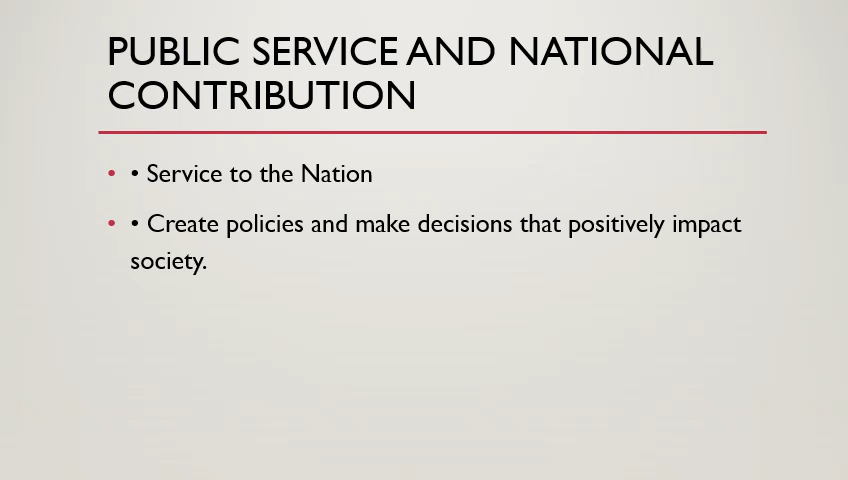 PUBLIC SERVICE AND NATIONAL
CONTRIBUTION
• • Service to the Nation
• • Create policies and make decisions that positively impact
society.